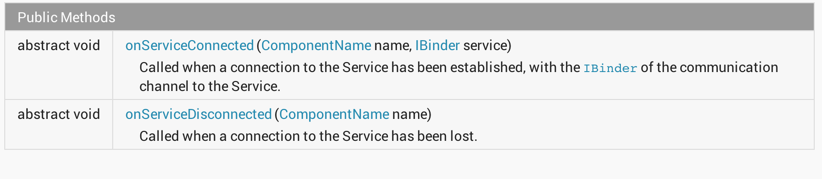 Public Methods
abstract void onServiceConnected (ComponentName name, IBinder service)
Called when a connection to the Service has been established, with the IBinder of the communication
channel to the Service.
abstract void onServiceDisconnected (ComponentName name)
Called when a connection to the Service has been lost.